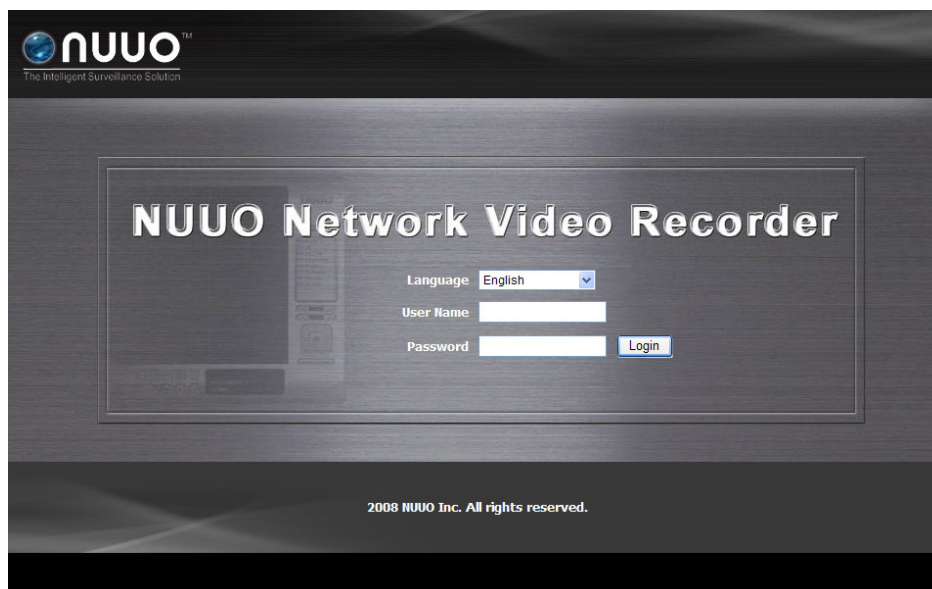 nuuo™
The Intelligent Surveillance Solution
NUUO Network Video Recorder
Language English
User Name
Password Login
2008 NUUO Inc. All rights reserved.